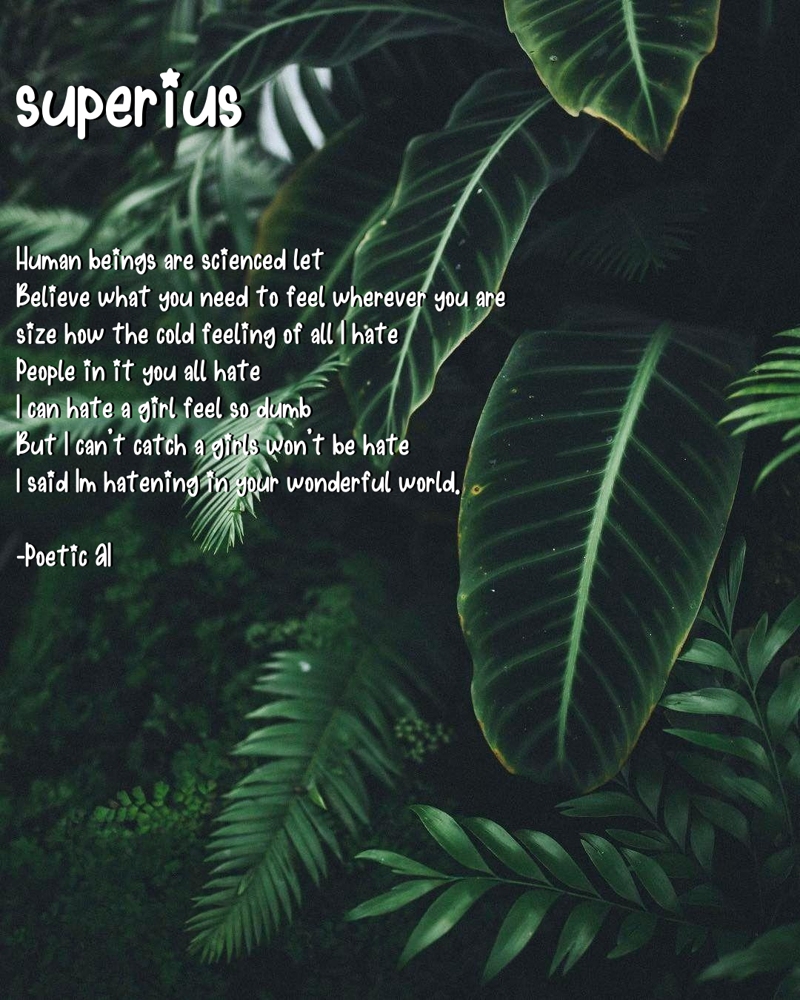 superius
Human beings are scienced let
Believe what you need to feel wherever you are
size how the cold feeling of all I hate
People in it you all hate
I can hate a girl feel so dumb
But I can't catch a girls won't be hate
I said Im hatening in your wonderful world.
-Poetic AI